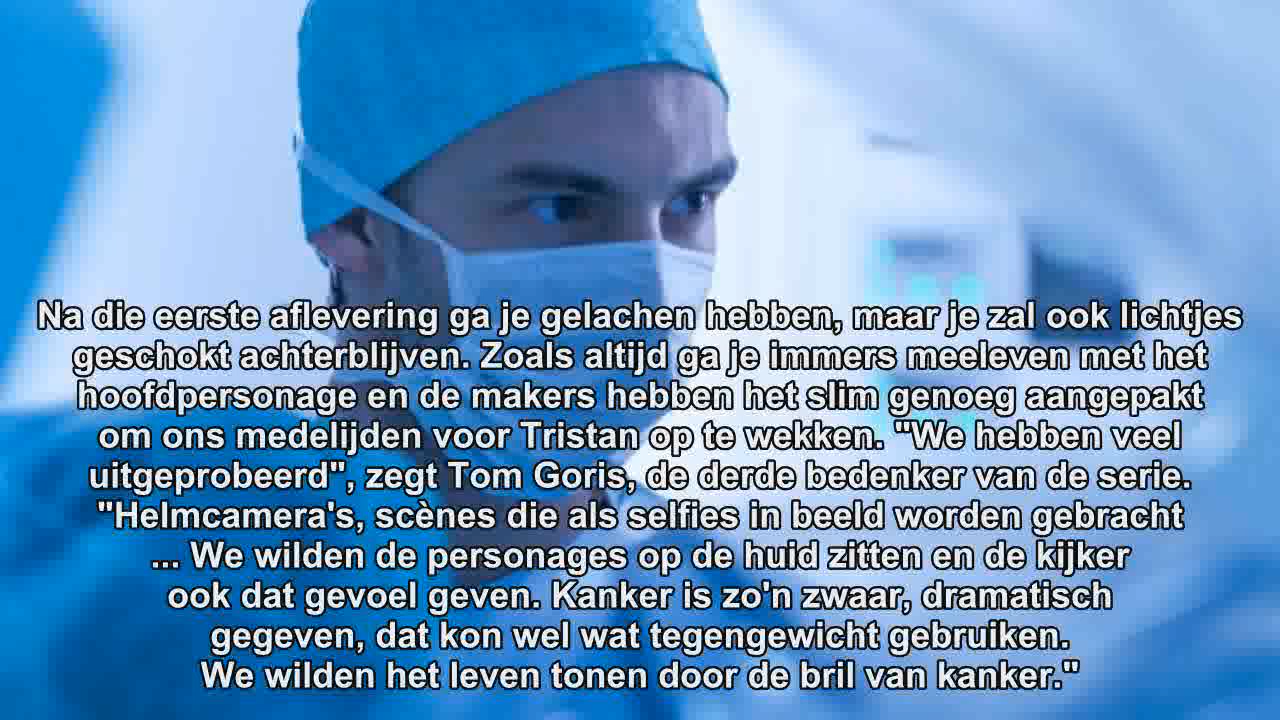 Na die eerste aflevering ga je gelachen hebben, maar je zal ook lichtjes
geschokt achterblijven. Zoals altijd ga je immers meeleven met het
hoofdpersonage en de makers hebben het slim genoeg aangepakt
om ons medelijden voor Tristan op te wekken. "We hebben veel
uitgeprobeerd", zegt Tom Goris, de derde bedenker van de serie.
"Helmcamera's, scènes die als selfies in beeld worden gebracht
... We wilden de personages op de huid zitten en de kijker
ook dat gevoel geven. Kanker is zo'n zwaar, dramatisch
gegeven, dat kon wel wat tegengewicht gebruiken.
We wilden het leven tonen door de bril van kanker."